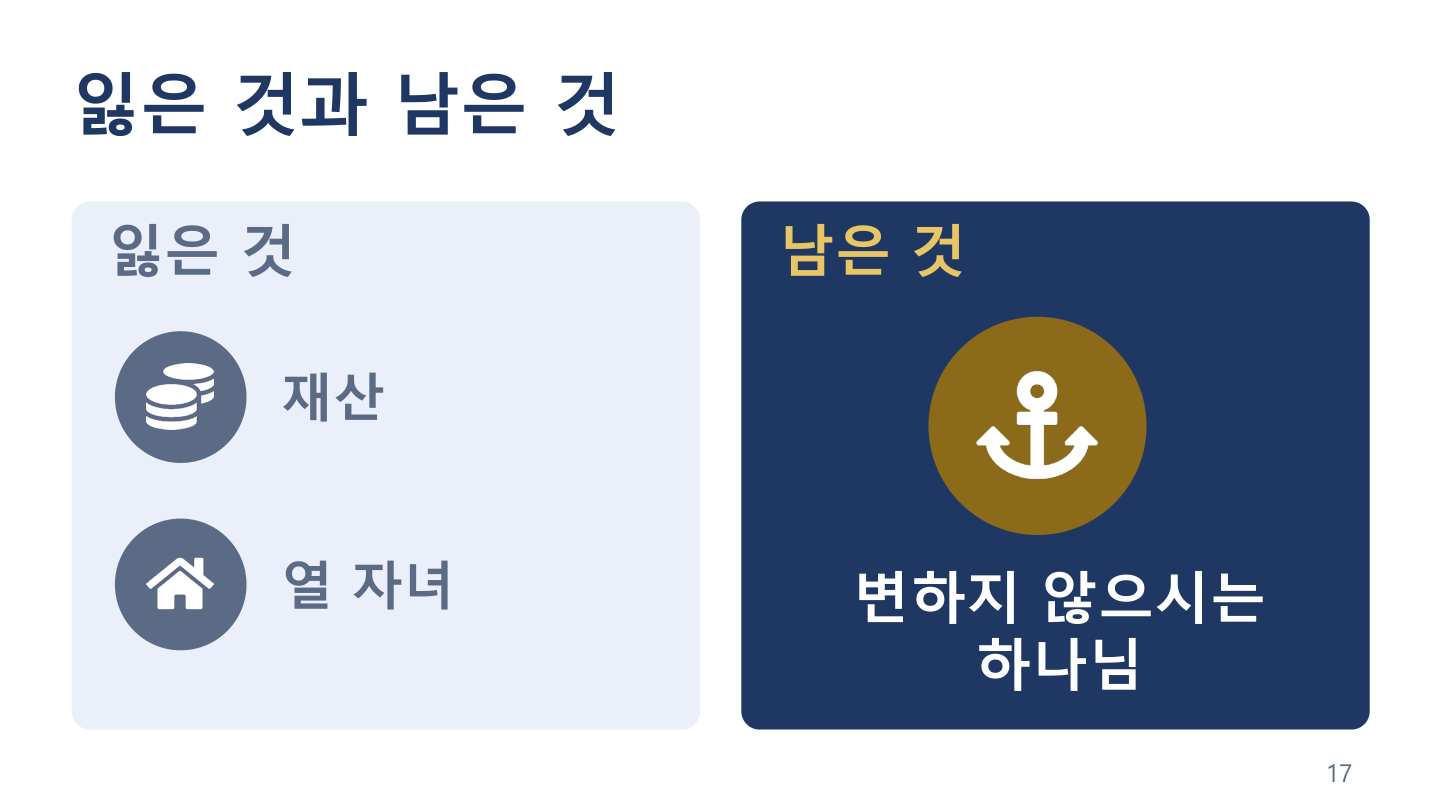 잃은 것과 남은 것
잃은 것
재산
열 자녀
남은 것
변하지 않으시는
하나님
17